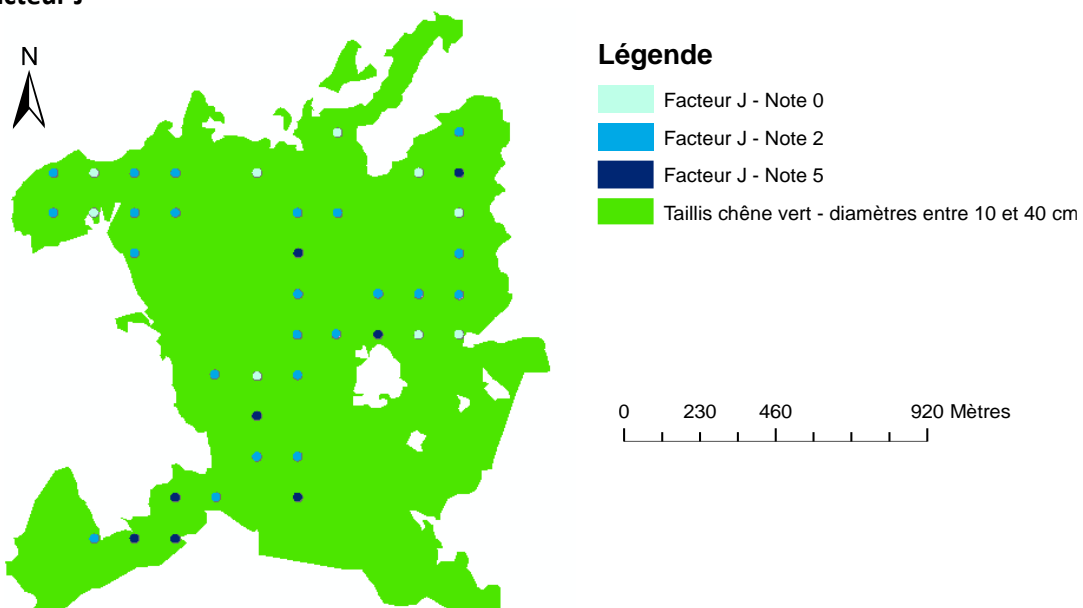 acteur J
N
Légende
Facteur J - Note 0
Facteur J - Note 2
Facteur J - Note 5
Taillis chêne vert - diamètres entre 10 et 40 cm
0 230 460 920 Mètres